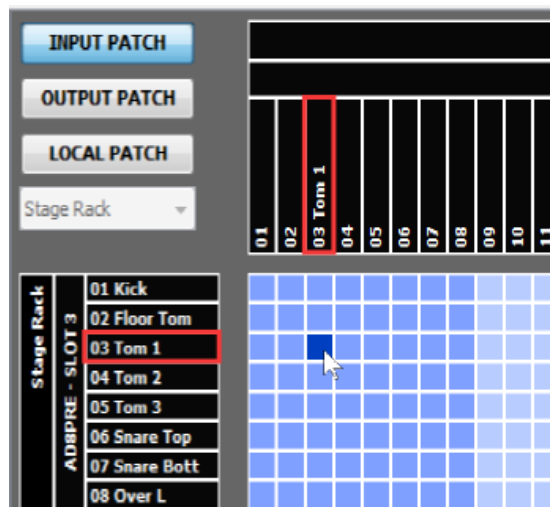 INPUT PATCH
OUTPUT PATCH
LOCAL PATCH
Stage Rack
01
02
03 Tom 1
04
05
06
07
08
09
10
11
Stage Rack
AD8PRE - SLOT 3
01 Kick
02 Floor Tom
03 Tom 1
04 Tom 2
05 Tom 3
06 Snare Top
07 Snare Bott
08 Over L